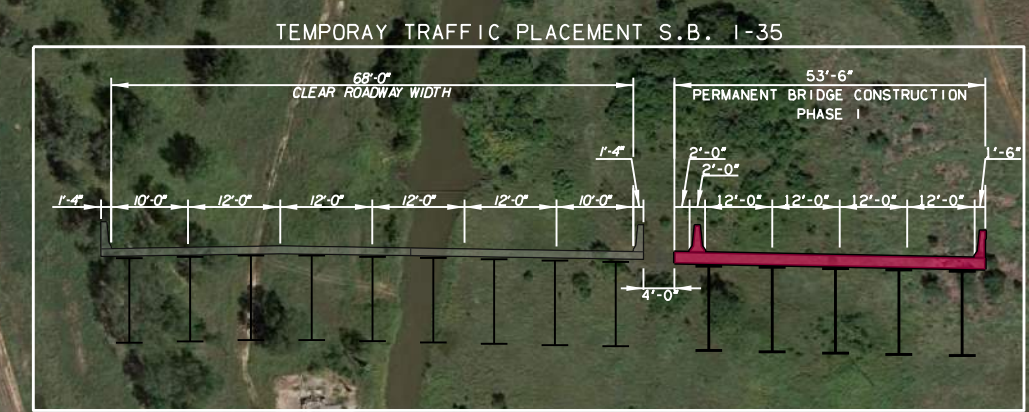 TEMPORAY TRAFFIC PLACEMENT S.B. I-35
68'-0"
CLEAR ROADWAY WIDTH
53'-6"
PERMANENT BRIDGE CONSTRUCTION
PHASE I
1'-4"
2'-0"
2'-0"
1'-6"
1'-4" 10'-0" 12'-0" 12'-0" 12'-0" 12'-0" 10'-0" 12'-0" 12'-0" 12'-0" 12'-0"
4'-0"